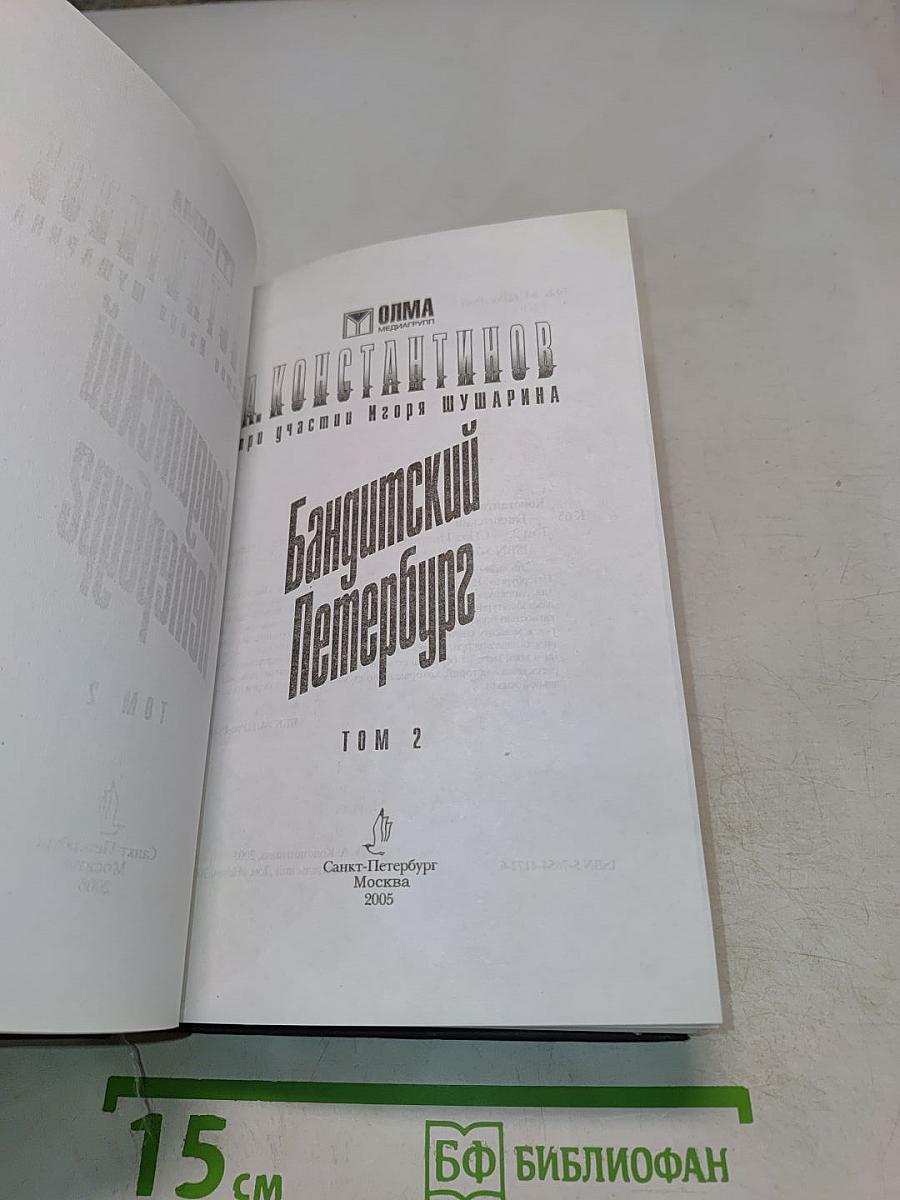 ОЛМА
МЕДИАГРУПП
А. КОНСТАНТИНОВ
при участии Игоря ШУШАРИНА
Бандитский
Петербург
ТОМ 2
Санкт-Петербург
Москва
2005
15 см
БФ БИБЛИОФАН